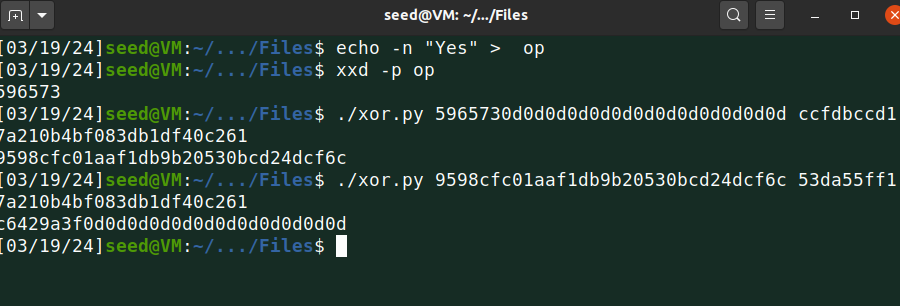 seed@VM: ~/.../Files
[03/19/24]seed@VM:~/.../Files$ echo -n "Yes" >  op
[03/19/24]seed@VM:~/.../Files$ xxd -p op
596573
[03/19/24]seed@VM:~/.../Files$ ./xor.py 5965730d0d0d0d0d0d0d0d0d0d0d0d0d ccfdbccd1
7a210b4bf083db1df40c261
9598cfc01aaf1db9b20530bcd24dcf6c
[03/19/24]seed@VM:~/.../Files$ ./xor.py 9598cfc01aaf1db9b20530bcd24dcf6c 53da55ff1
7a210b4bf083db1df40c261
c6429a3f0d0d0d0d0d0d0d0d0d0d0d0d
[03/19/24]seed@VM:~/.../Files$